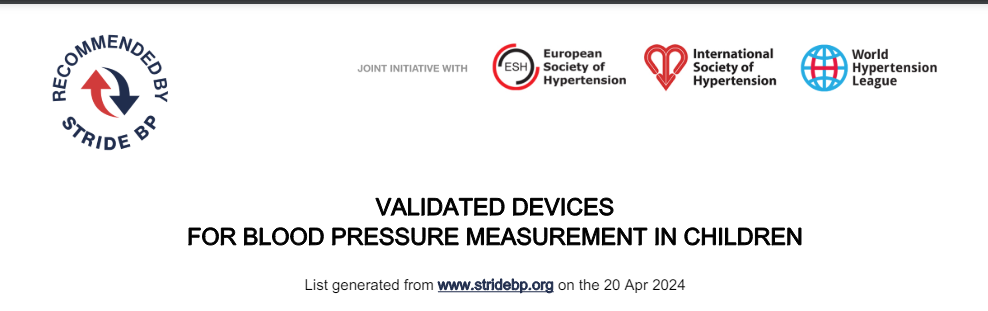 RECOMMENDED BY
STRIDE BP
JOINT INITIATIVE WITH
ESH
European
Society of
Hypertension
International
Society of
Hypertension
World
Hypertension
League
VALIDATED DEVICES
FOR BLOOD PRESSURE MEASUREMENT IN CHILDREN
List generated from www.stridebp.org on the 20 Apr 2024